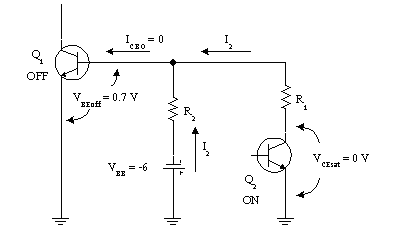 I_CBO = 0
I_2
Q_1
OFF
V_BEoff = 0.7 V
R_2
R_1
I_2
V_BB = -6
V_CEsat = 0 V
Q_2
ON